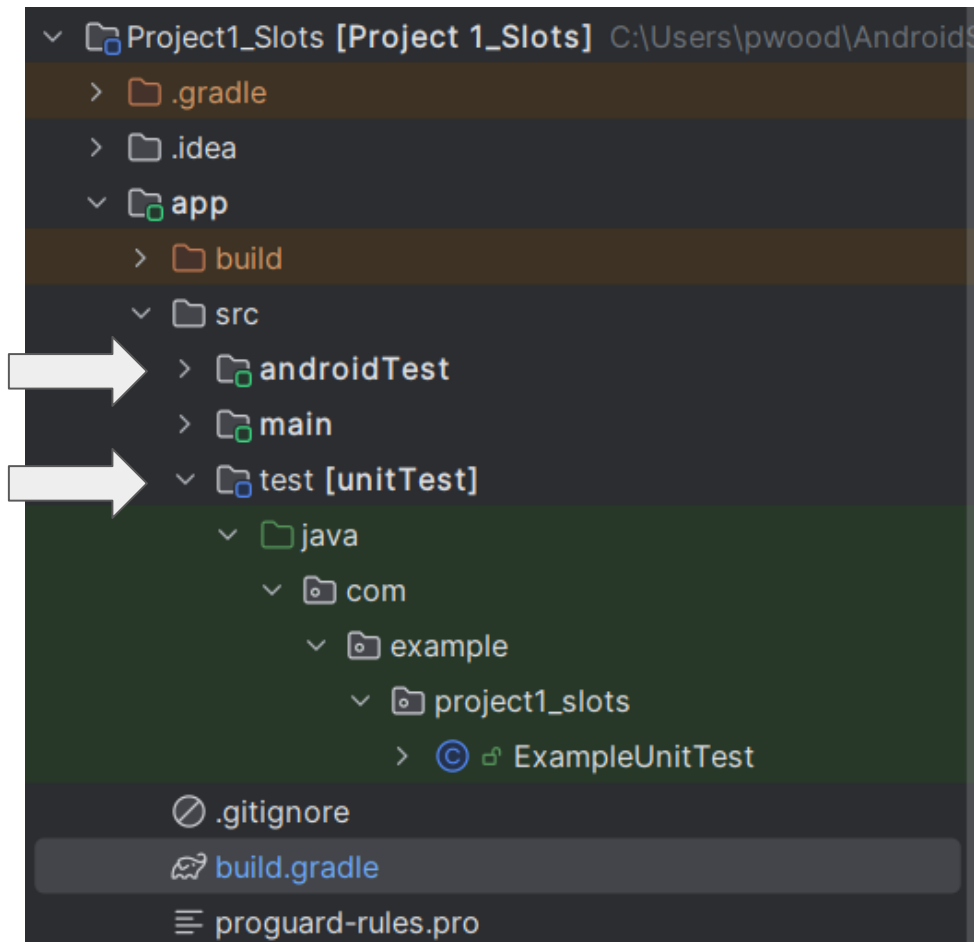 Project1_Slots [Project 1_Slots] C:\Users\pwood\Android
.gradle
.idea
app
build
src
androidTest
main
test [unitTest]
java
com
example
project1_slots
ExampleUnitTest
.gitignore
build.gradle
proguard-rules.pro